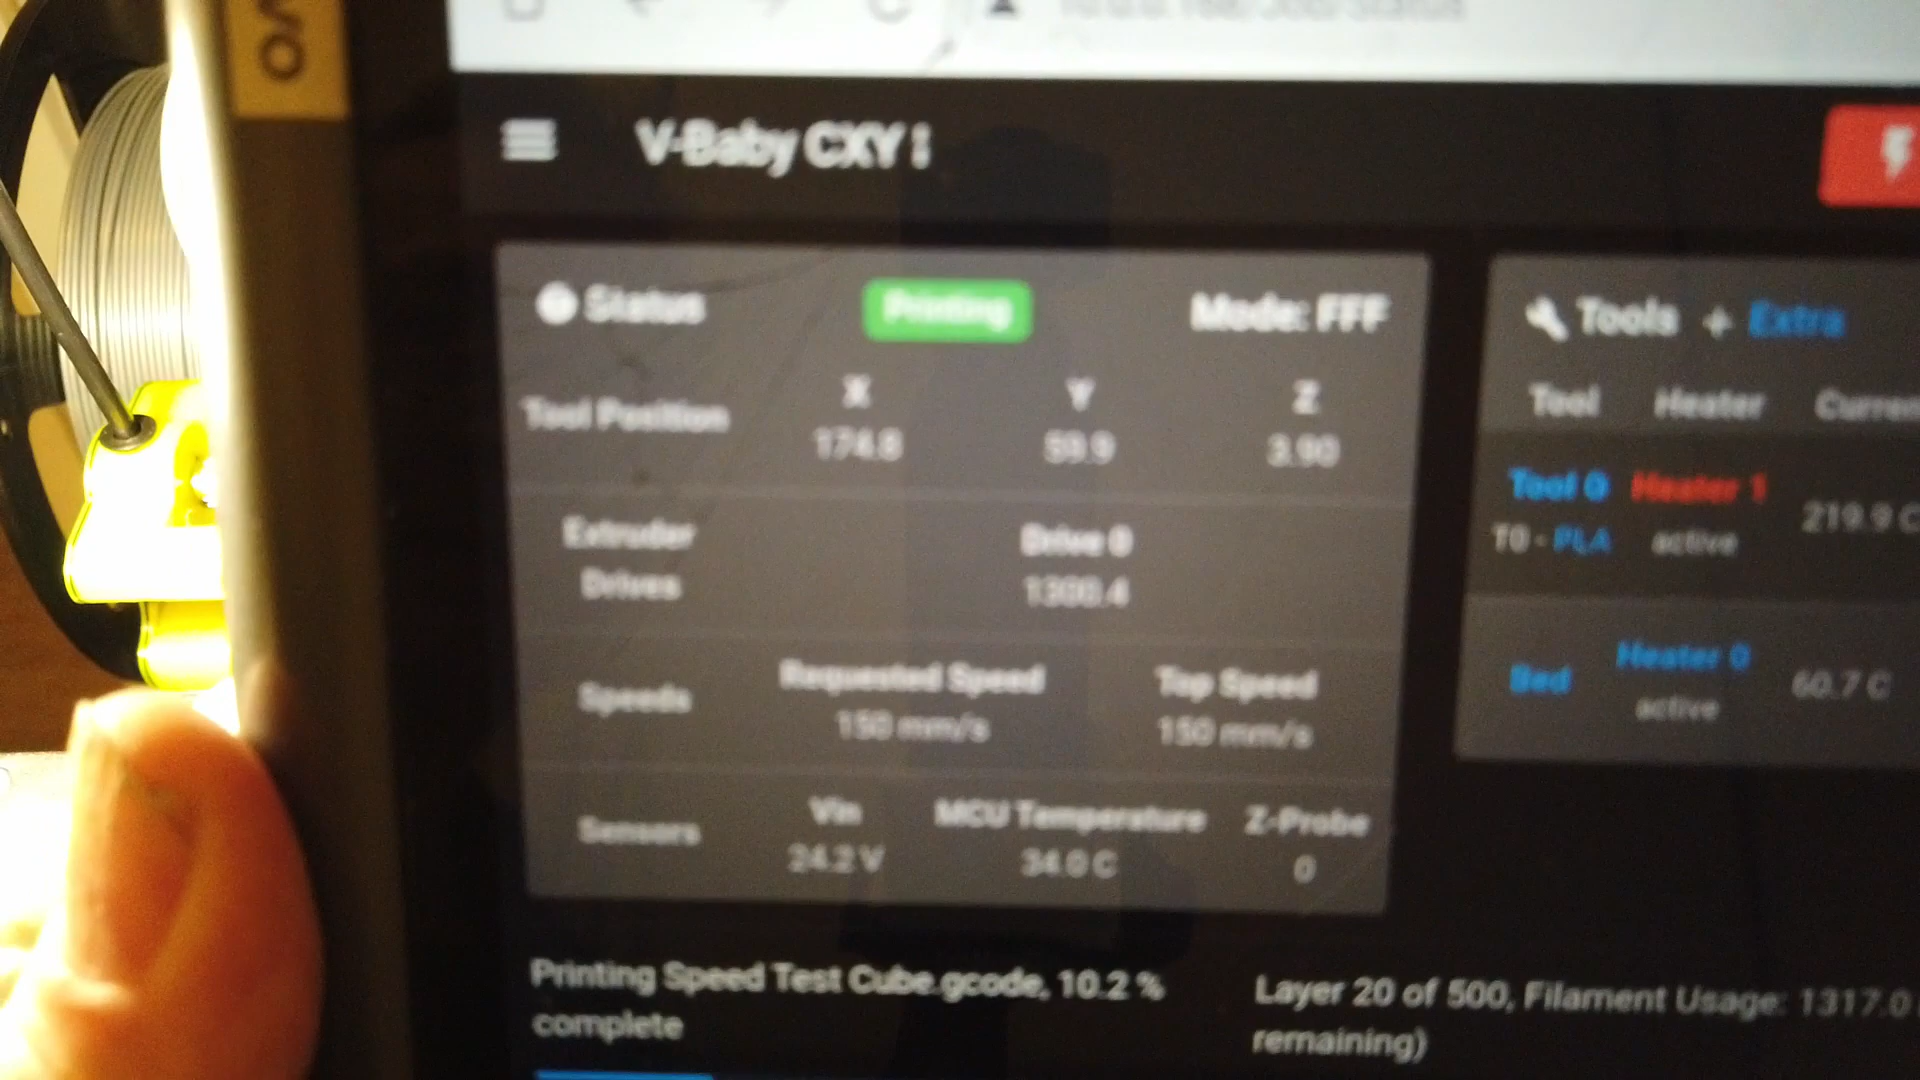 V-Baby CXY
Status Printing Mode: FFF
Tool Position X Y Z
174.8 59.9 3.90
Extruder Drives Drive 0
Speeds Requested Speed Top Speed
150 mm/s 150 mm/s
Sensors Vin MCU Temperature Z-Probe
24.2 V 34.0 C 0
Tools + Extra
Tool Heater
Tool 0 Heater 1 219.9 C
T0 - PLA active
Bed Heater 0 60.7 C
active
Printing Speed Test Cube.gcode, 10.2 %
complete
Layer 20 of 500, Filament Usage: 1317.0
remaining)